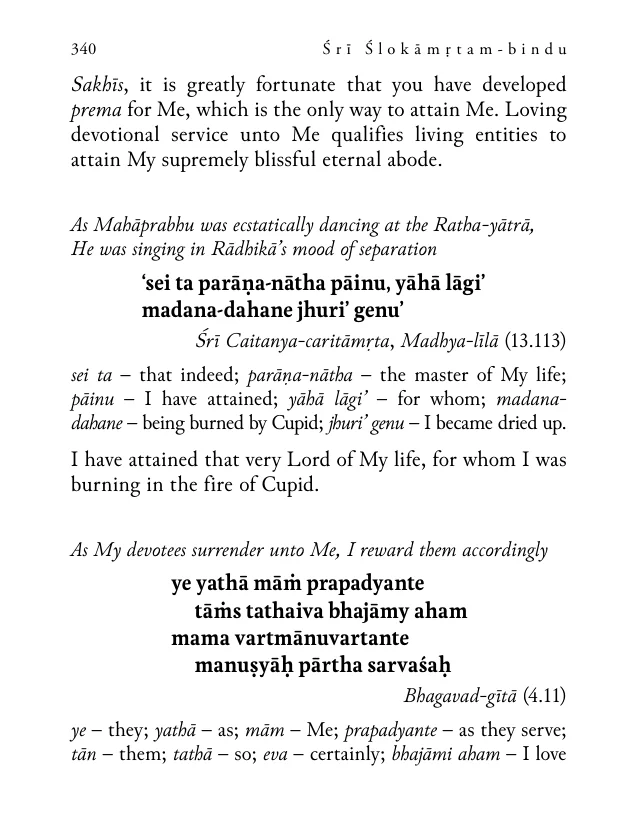 340 Śrī Ślokāmṛtam-bindu
Sakhīs, it is greatly fortunate that you have developed
prema for Me, which is the only way to attain Me. Loving
devotional service unto Me qualifies living entities to
attain My supremely blissful eternal abode.
As Mahāprabhu was ecstatically dancing at the Ratha-yātrā,
He was singing in Rādhikā’s mood of separation
‘sei ta parāṇa-nātha pāinu, yāhā lāgi’
madana-dahane jhuri’ genu’
Śrī Caitanya-caritāmṛta, Madhya-līlā (13.113)
sei ta – that indeed; parāṇa-nātha – the master of My life;
pāinu – I have attained; yāhā lāgi’ – for whom; madana-
dahane – being burned by Cupid; jhuri’ genu – I became dried up.
I have attained that very Lord of My life, for whom I was
burning in the fire of Cupid.
As My devotees surrender unto Me, I reward them accordingly
ye yathā māṁ prapadyante
tāṁs tathaiva bhajāmy aham
mama vartmānuvartante
manuṣyāḥ pārtha sarvaśaḥ
Bhagavad-gītā (4.11)
ye – they; yathā – as; mām – Me; prapadyante – as they serve;
tān – them; tathā – so; eva – certainly; bhajāmi aham – I love